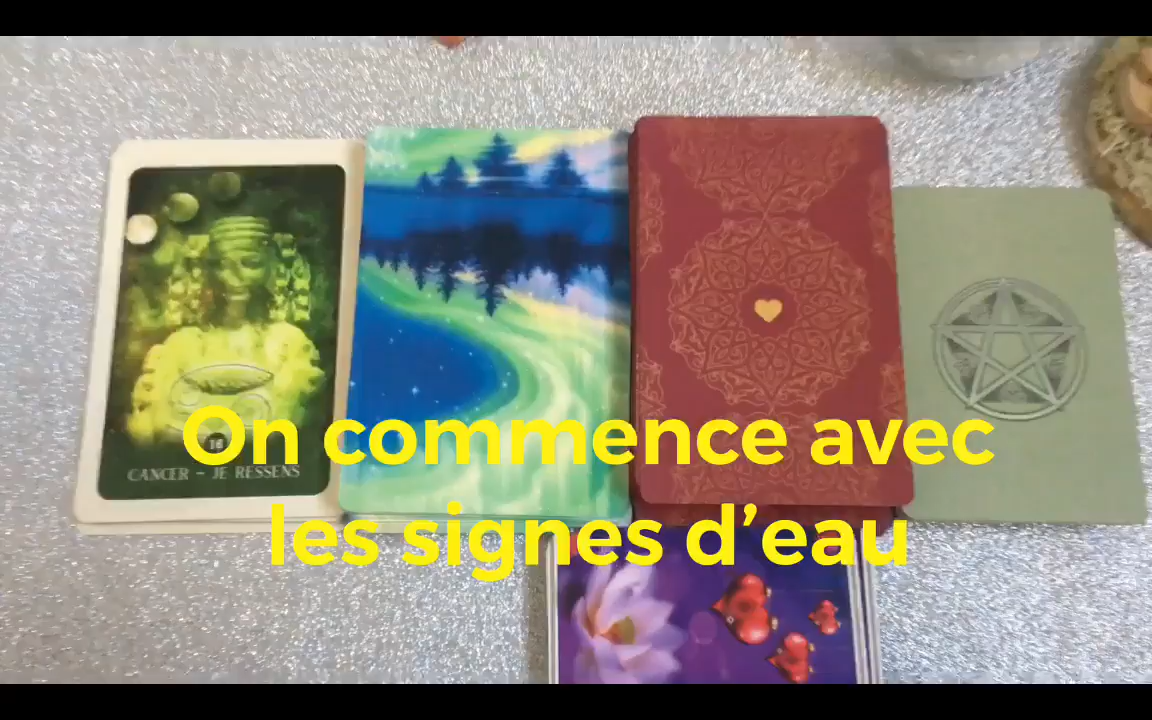 16
CANCER – JE RESSENS
On commence avec
les signes d’eau